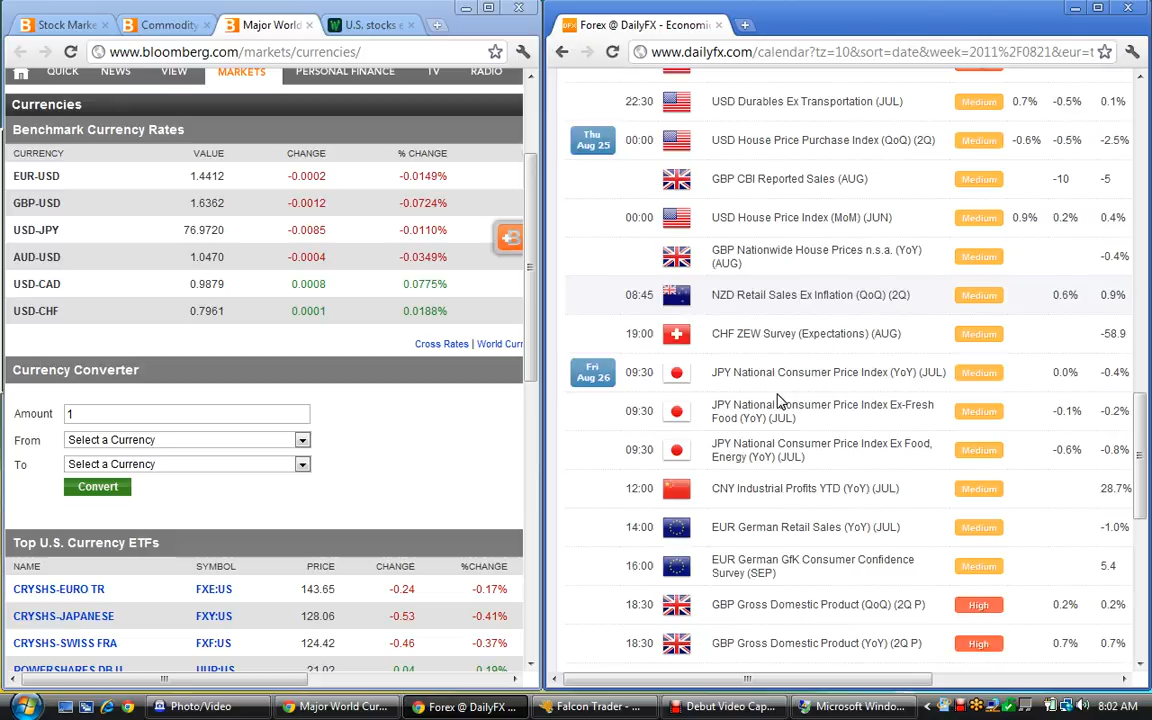 Stock Marke
Commodity
Major World
U.S. stocks e
www.bloomberg.com/markets/currencies/
QUICK NEWS VIEW MARKETS PERSONAL FINANCE TV RADIO
Currencies
Benchmark Currency Rates
CURRENCY VALUE CHANGE % CHANGE
EUR-USD 1.4412 -0.0002 -0.0149%
GBP-USD 1.6362 -0.0012 -0.0724%
USD-JPY 76.9720 -0.0085 -0.0110%
AUD-USD 1.0470 -0.0004 -0.0349%
USD-CAD 0.9879 0.0008 0.0775%
USD-CHF 0.7961 0.0001 0.0188%
Cross Rates | World Curr
Currency Converter
Amount 1
From Select a Currency
To Select a Currency
Convert
Top U.S. Currency ETFs
NAME SYMBOL PRICE CHANGE %CHANGE
CRYSHS-EURO TR FXE:US 143.65 -0.24 -0.17%
CRYSHS-JAPANESE FXY:US 128.06 -0.53 -0.41%
CRYSHS-SWISS FRA FXF:US 124.42 -0.46 -0.37%
POWERSHARES DB U UUP:US 21.02 0.04 0.19%
Forex @ DailyFX - Economic
www.dailyfx.com/calendar?tz=10&sort=date&week=2011%2F0821&eur=t
22:30 USD Durables Ex Transportation (JUL) Medium 0.7% -0.5% 0.1%
Thu
Aug 25
00:00 USD House Price Purchase Index (QoQ) (2Q) Medium -0.6% -0.5% -2.5%
GBP CBI Reported Sales (AUG) Medium -10 -5
00:00 USD House Price Index (MoM) (JUN) Medium 0.9% 0.2% 0.4%
GBP Nationwide House Prices n.s.a. (YoY)
(AUG) Medium -0.4%
08:45 NZD Retail Sales Ex Inflation (QoQ) (2Q) Medium 0.6% 0.9%
19:00 CHF ZEW Survey (Expectations) (AUG) Medium -58.9
Fri
Aug 26
09:30 JPY National Consumer Price Index (YoY) (JUL) Medium 0.0% -0.4%
09:30 JPY National Consumer Price Index Ex-Fresh
Food (YoY) (JUL) Medium -0.1% -0.2%
09:30 JPY National Consumer Price Index Ex Food,
Energy (YoY) (JUL) Medium -0.6% -0.8%
12:00 CNY Industrial Profits YTD (YoY) (JUL) Medium 28.7%
14:00 EUR German Retail Sales (YoY) (JUL) Medium -1.0%
16:00 EUR German GfK Consumer Confidence
Survey (SEP) Medium 5.4
18:30 GBP Gross Domestic Product (QoQ) (2Q P) High 0.2% 0.2%
18:30 GBP Gross Domestic Product (YoY) (2Q P) High 0.7% 0.7%
Photo/Video
Major World Cur...
Forex @ DailyFX ...
Falcon Trader - ...
Debut Video Cap...
Microsoft Window...
8:02 AM